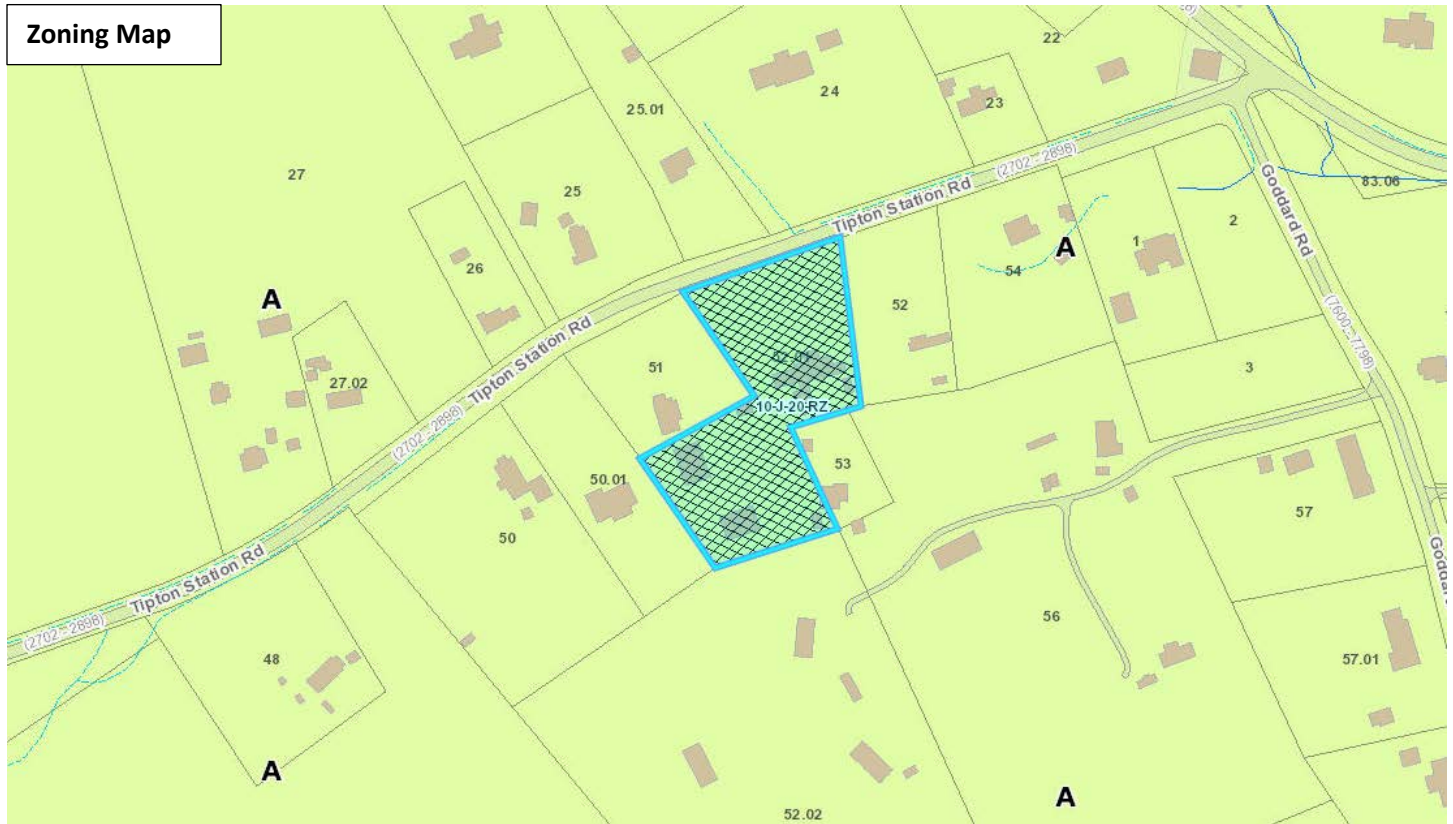 Zoning Map
22
24
23
25.01
27
25
(2702 - 2898)
Tipton Station Rd
83.06
Goddard Rd
2
1
A
54
26
52
A
(7600 - 7798)
Tipton Station Rd
51
3
27.02
10-J-20-RZ
(2702 - 2898)
53
50.01
57
50
Tipton Station Rd
(2702 - 2898)
56
48
57.01
A
A
52.02